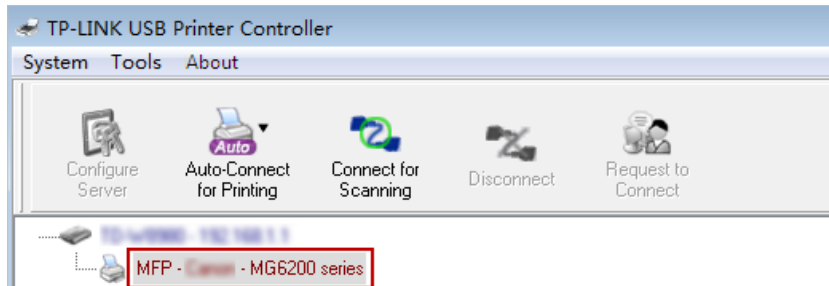 TP-LINK USB Printer Controller
System Tools About
Auto
Configure Server
Auto-Connect for Printing
Connect for Scanning
Disconnect
Request to Connect
MFP - - MG6200 series